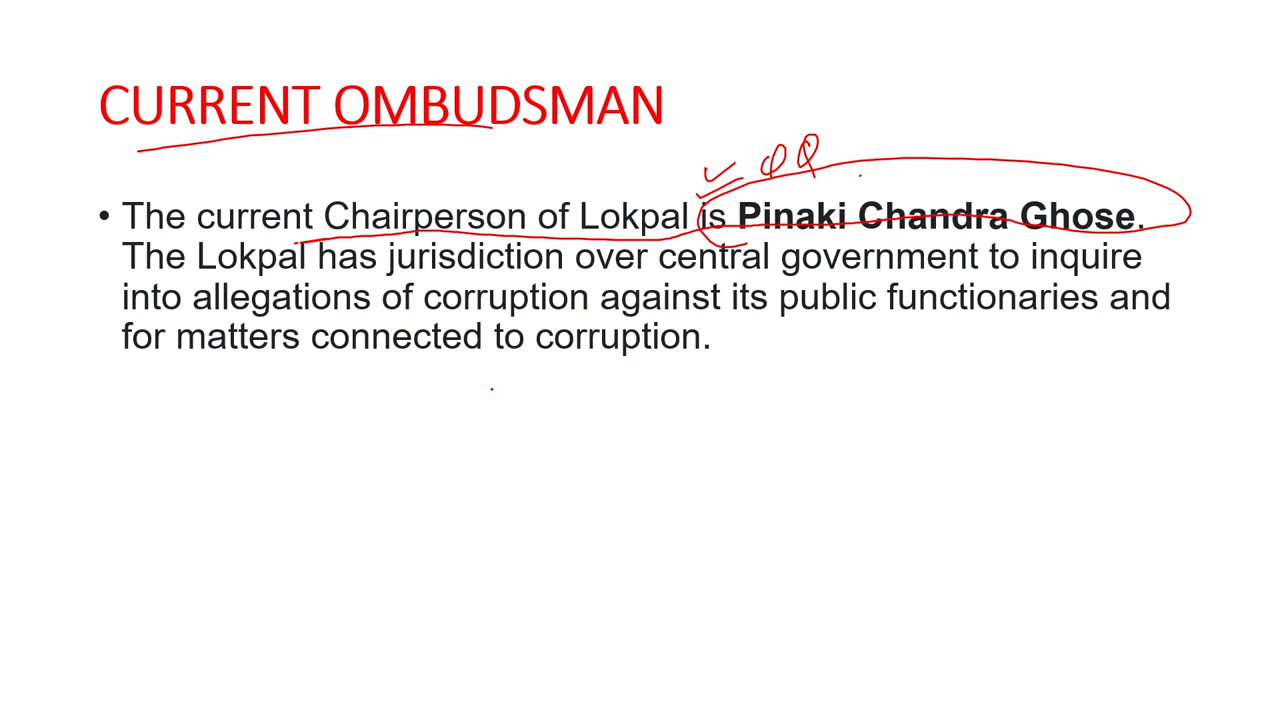 CURRENT OMBUDSMAN
• The current Chairperson of Lokpal is Pinaki Chandra Ghose.
The Lokpal has jurisdiction over central government to inquire
into allegations of corruption against its public functionaries and
for matters connected to corruption.